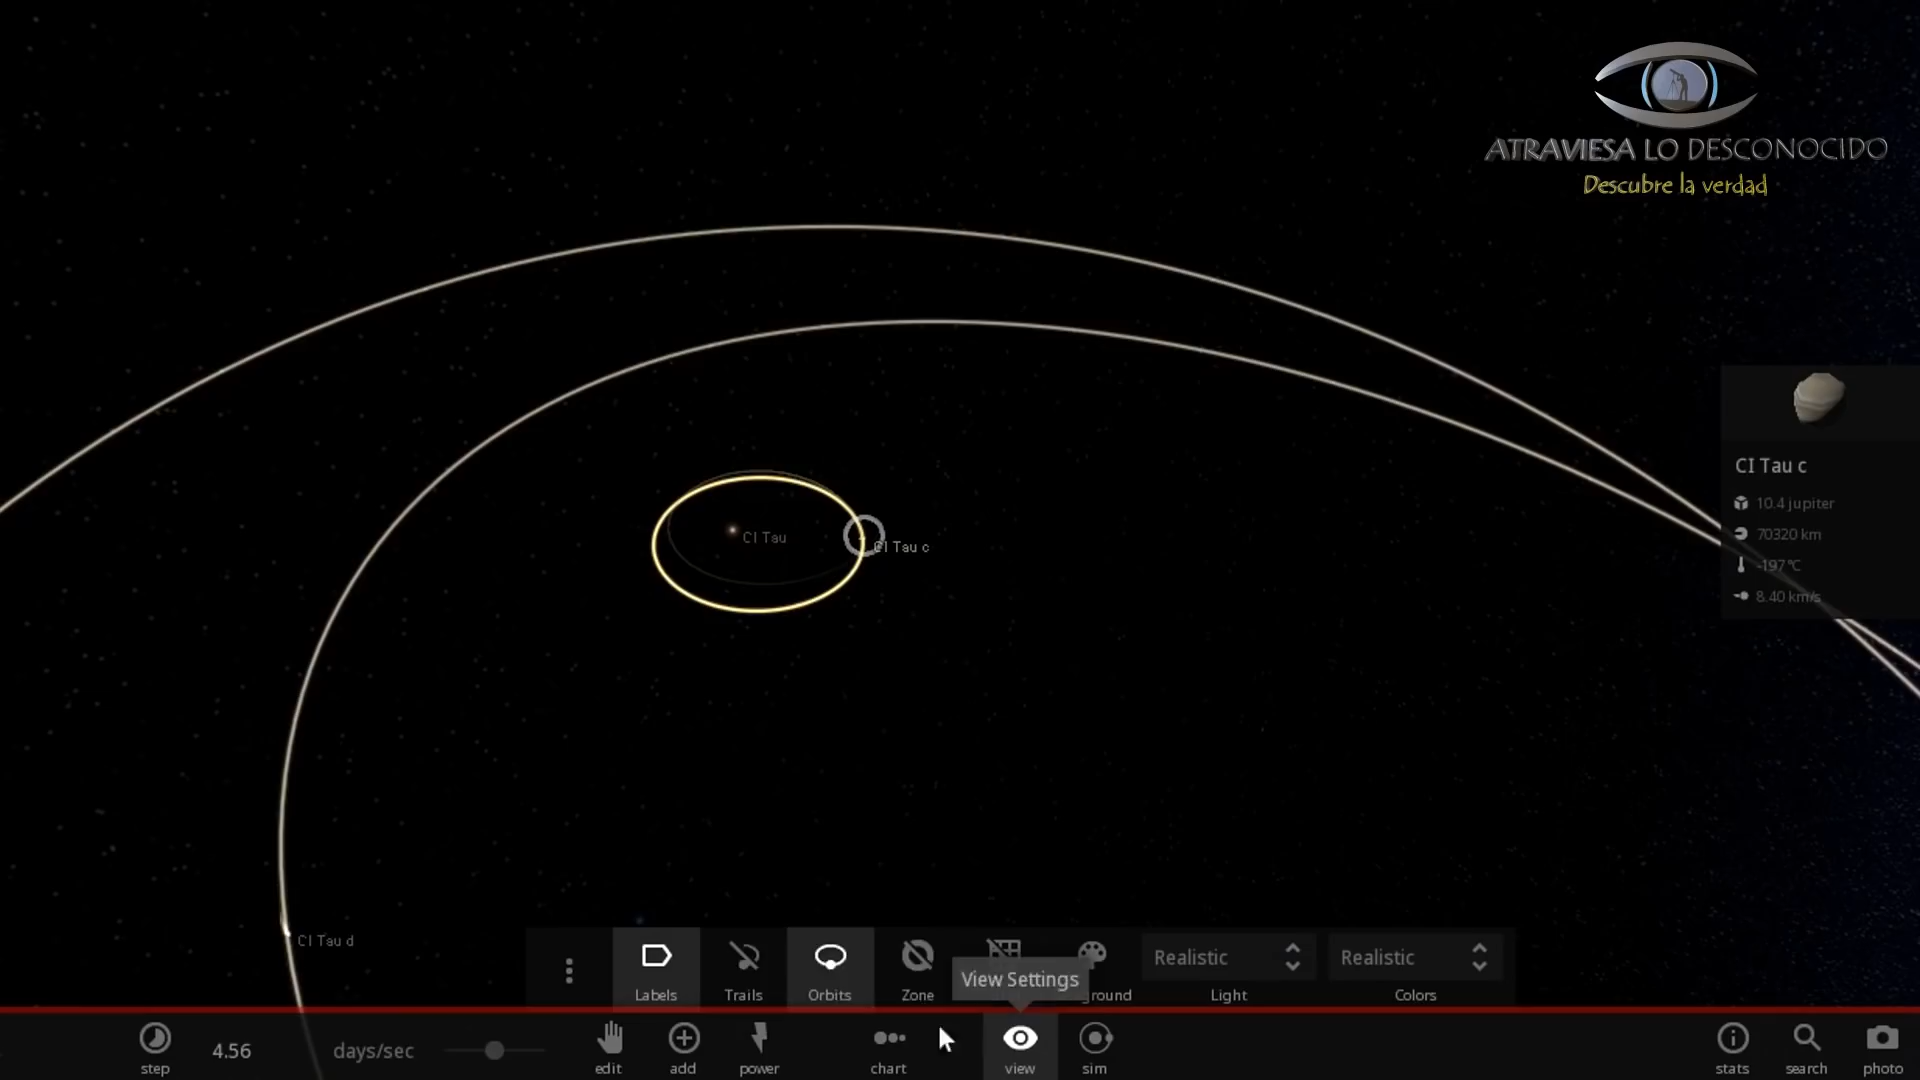 ATRAVIESA LO DESCONOCIDO
Descubre la verdad
CI Tau c
10.4 jupiter
70320 km
-197°C
8.40 km/s
CI Tau
CI Tau c
CI Tau d
Labels
Trails
Orbits
Zone
View Settings
Realistic
Light
Realistic
Colors
step
4.56
days/sec
edit
add
power
chart
view
sim
stats
search
photo